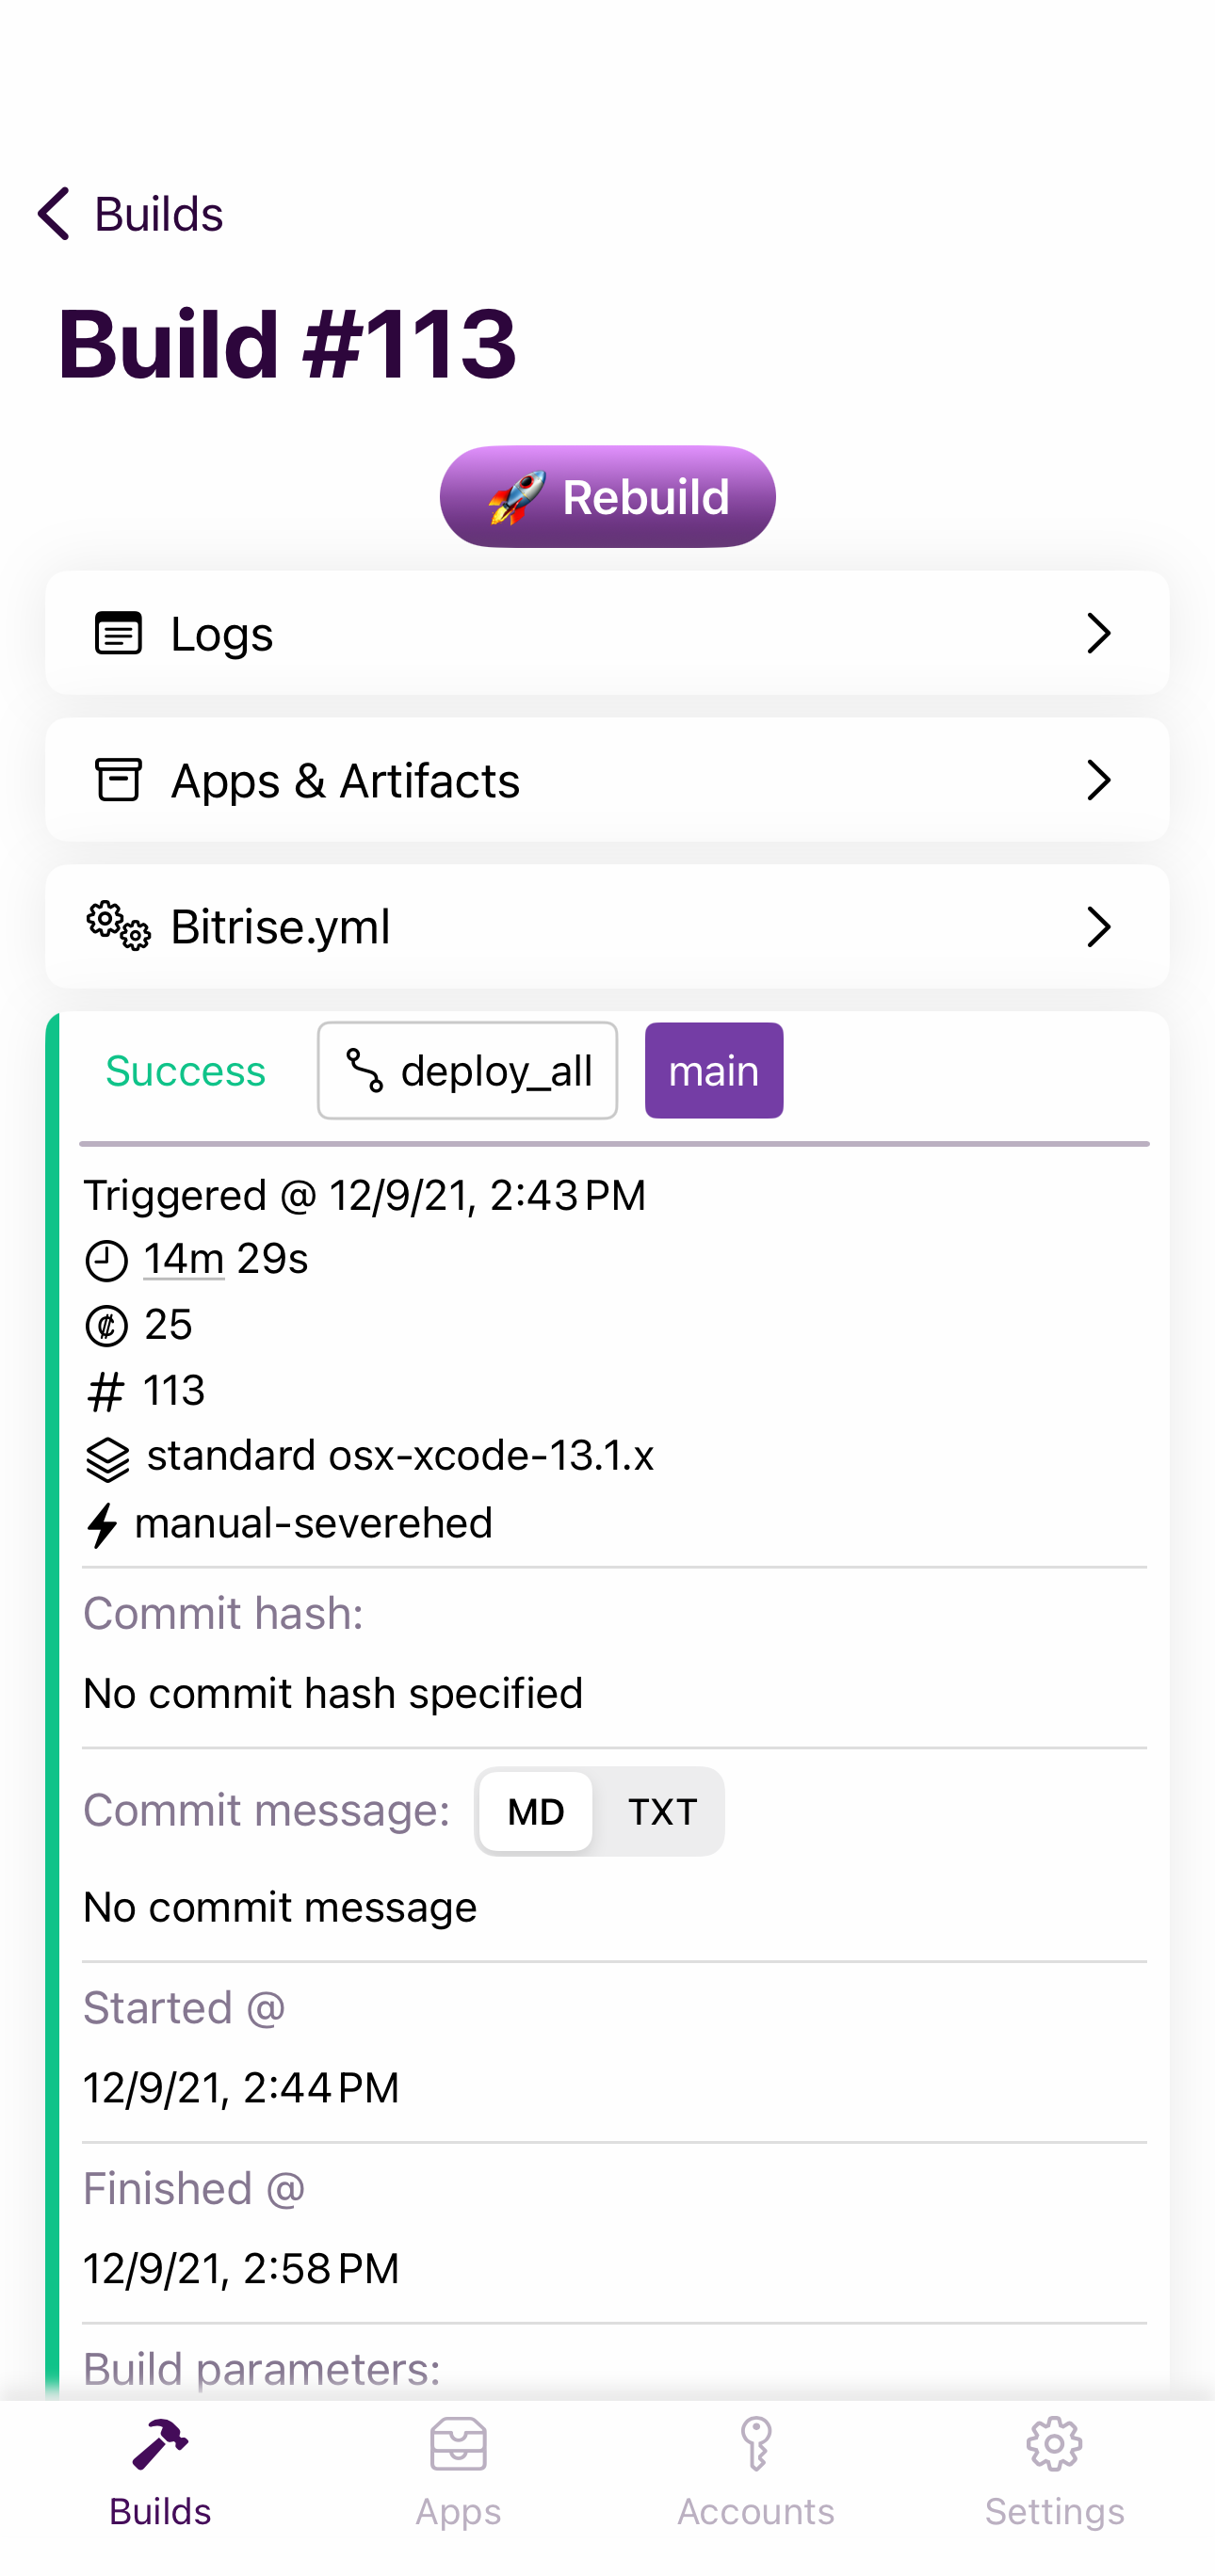 Builds
Build #113
🚀 Rebuild
Logs
Apps & Artifacts
Bitrise.yml
Success deploy_all main
Triggered @ 12/9/21, 2:43 PM
14m 29s
25
# 113
standard osx-xcode-13.1.x
manual-severehed
Commit hash:
No commit hash specified
Commit message: MD TXT
No commit message
Started @
12/9/21, 2:44 PM
Finished @
12/9/21, 2:58 PM
Build parameters:
Builds Apps Accounts Settings